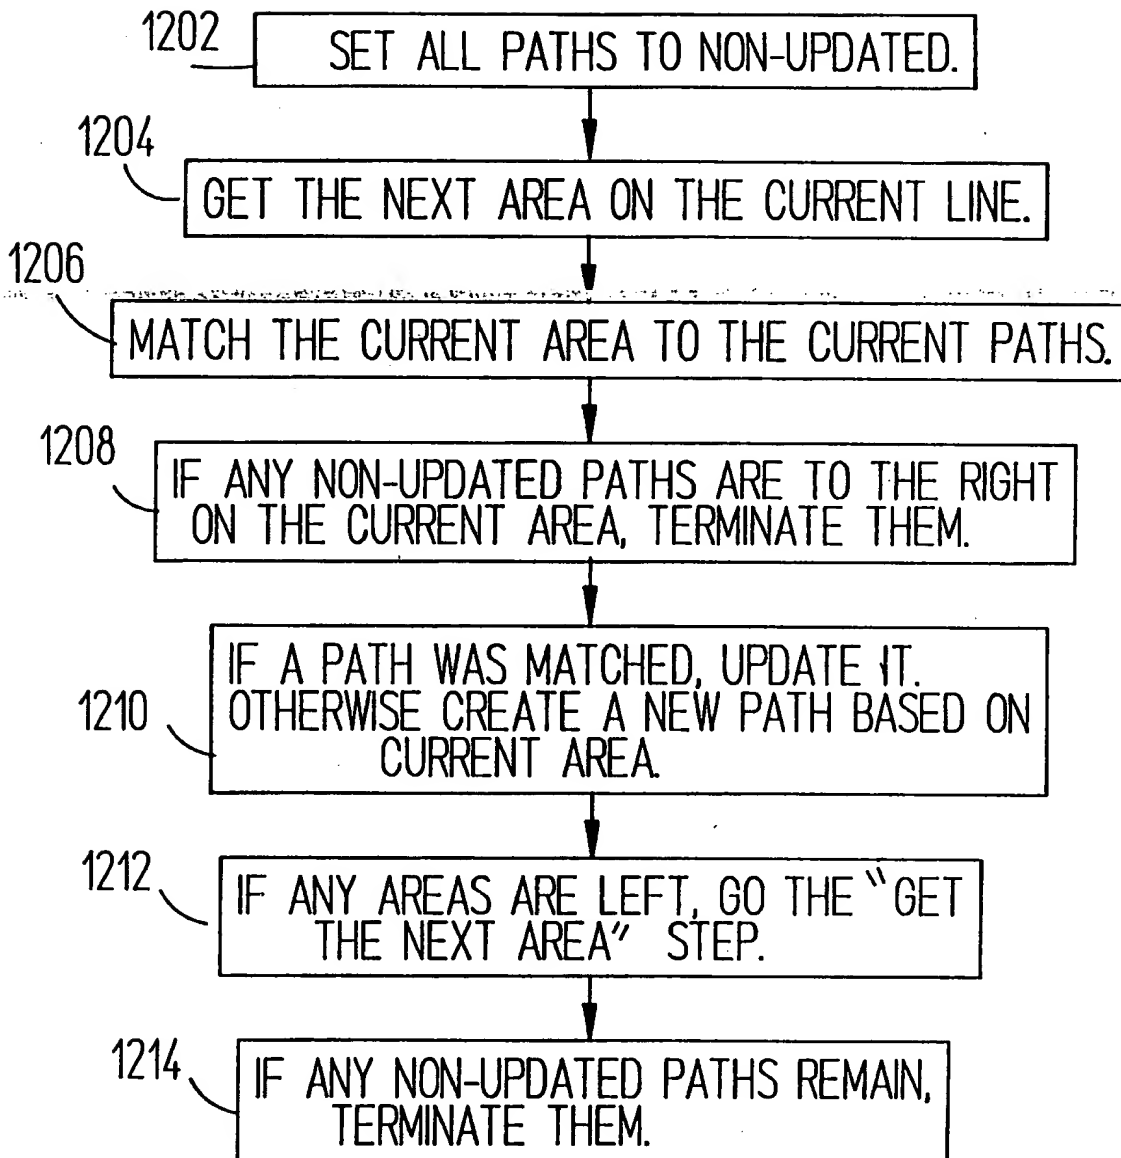 1202
SET ALL PATHS TO NON-UPDATED.
1204
GET THE NEXT AREA ON THE CURRENT LINE.
1206
MATCH THE CURRENT AREA TO THE CURRENT PATHS.
1208
IF ANY NON-UPDATED PATHS ARE TO THE RIGHT
ON THE CURRENT AREA, TERMINATE THEM.
1210
IF A PATH WAS MATCHED, UPDATE IT.
OTHERWISE CREATE A NEW PATH BASED ON
CURRENT AREA.
1212
IF ANY AREAS ARE LEFT, GO THE "GET
THE NEXT AREA" STEP.
1214
IF ANY NON-UPDATED PATHS REMAIN,
TERMINATE THEM.